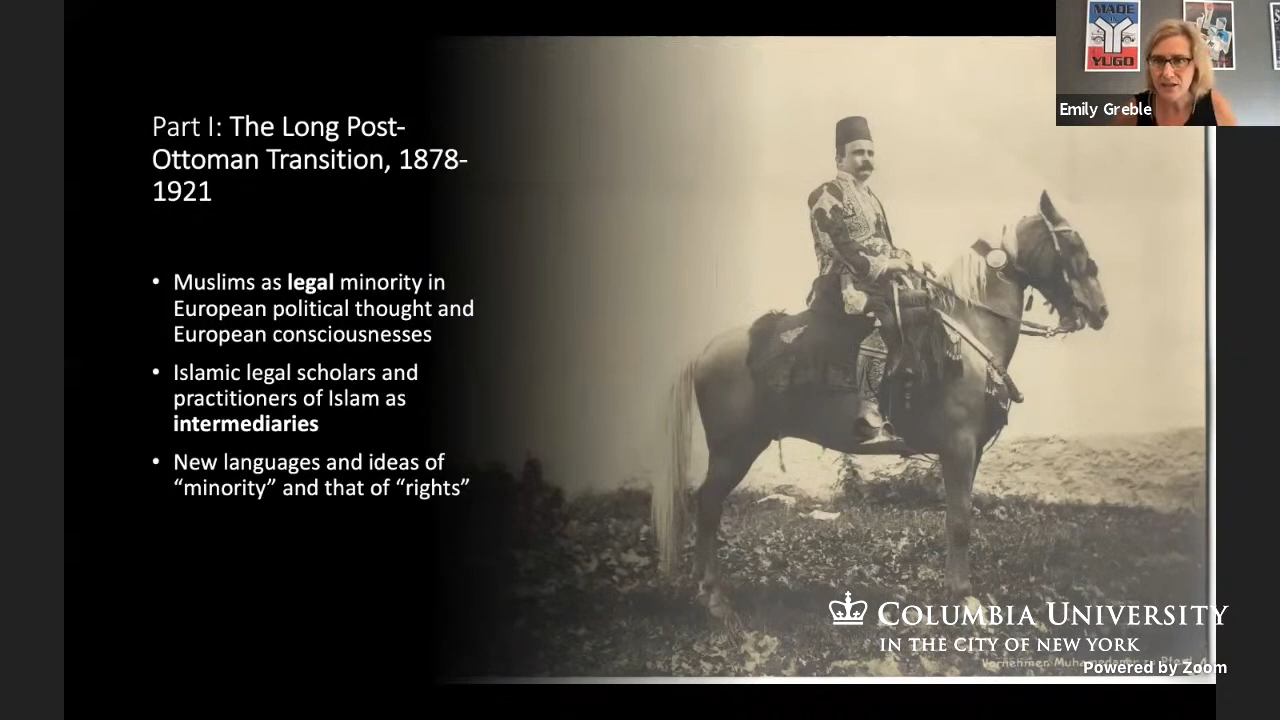 MADE
YUGO
Emily Greble
Part I: The Long Post-
Ottoman Transition, 1878-
1921
• Muslims as legal minority in
European political thought and
European consciousnesses
• Islamic legal scholars and
practitioners of Islam as
intermediaries
• New languages and ideas of
“minority” and that of “rights”
COLUMBIA UNIVERSITY
IN THE CITY OF NEW YORK
Vornehmer
Powered by Zoom